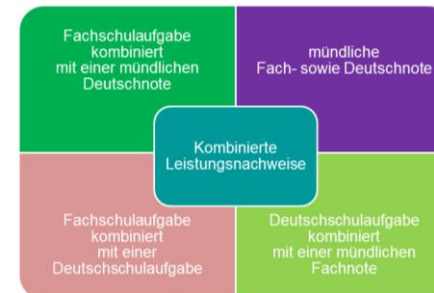 Fachschulaufgabe
kombiniert
mit einer mündlichen
Deutschnote
mündliche
Fach- sowie Deutschnote
Kombinierte
Leistungsnachweise
Fachschulaufgabe
kombiniert
mit einer
Deutschschulaufgabe
Deutschschulaufgabe
kombiniert
mit einer mündlichen
Fachnote